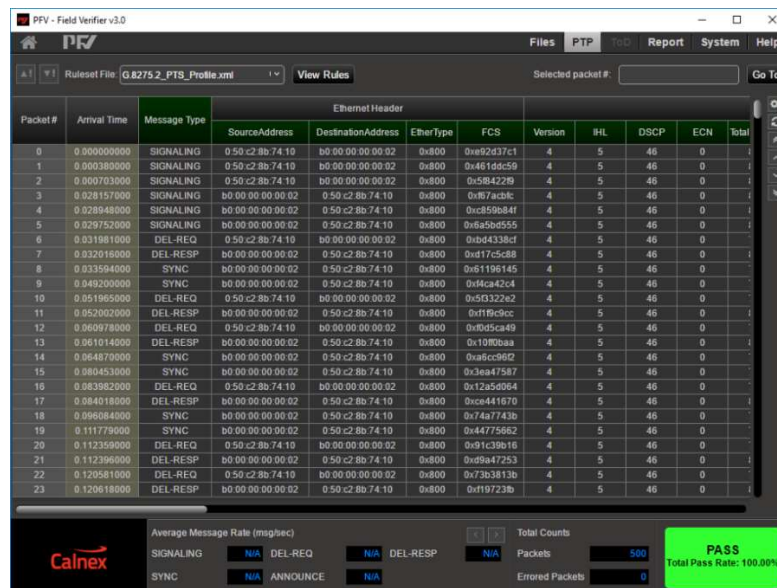 PFV - Field Verifier v3.0
PFV Files PTP ToD Report System Help
Ruleset File: G.8275.2_PTS_Profile.xml View Rules Selected packet#: Go To
Ethernet Header
Packet # Arrival Time Message Type
SourceAddress DestinationAddress EtherType FCS Version IHL DSCP ECN Total
0 0.000000000 SIGNALING 0:50:c2:8b:74:10 b0:00:00:00:00:02 0x800 0xe92d37c1 4 5 46 0
1 0.000380000 SIGNALING 0:50:c2:8b:74:10 b0:00:00:00:00:02 0x800 0x461ddc59 4 5 46 0
2 0.000703000 SIGNALING 0:50:c2:8b:74:10 b0:00:00:00:00:02 0x800 0x5f8422f9 4 5 46 0
3 0.028157000 SIGNALING b0:00:00:00:00:02 0:50:c2:8b:74:10 0x800 0xf67acbfc 4 5 46 0
4 0.028948000 SIGNALING b0:00:00:00:00:02 0:50:c2:8b:74:10 0x800 0xc859b84f 4 5 46 0
5 0.029752000 SIGNALING b0:00:00:00:00:02 0:50:c2:8b:74:10 0x800 0x6a5bd555 4 5 46 0
6 0.031981000 DEL-REQ 0:50:c2:8b:74:10 b0:00:00:00:00:02 0x800 0xbd4338cf 4 5 46 0
7 0.032016000 DEL-RESP b0:00:00:00:00:02 0:50:c2:8b:74:10 0x800 0xd17c5c88 4 5 46 0
8 0.033594000 SYNC b0:00:00:00:00:02 0:50:c2:8b:74:10 0x800 0x61196145 4 5 46 0
9 0.049200000 SYNC b0:00:00:00:00:02 0:50:c2:8b:74:10 0x800 0xf4ca42c4 4 5 46 0
10 0.051965000 DEL-REQ 0:50:c2:8b:74:10 b0:00:00:00:00:02 0x800 0x5f3322e2 4 5 46 0
11 0.052002000 DEL-RESP b0:00:00:00:00:02 0:50:c2:8b:74:10 0x800 0xf1f9c9cc 4 5 46 0
12 0.060978000 DEL-REQ 0:50:c2:8b:74:10 b0:00:00:00:00:02 0x800 0xf0d5ca49 4 5 46 0
13 0.061014000 DEL-RESP b0:00:00:00:00:02 0:50:c2:8b:74:10 0x800 0x10ff0baa 4 5 46 0
14 0.064870000 SYNC b0:00:00:00:00:02 0:50:c2:8b:74:10 0x800 0xa6cc96f2 4 5 46 0
15 0.080453000 SYNC b0:00:00:00:00:02 0:50:c2:8b:74:10 0x800 0x3ea47587 4 5 46 0
16 0.083982000 DEL-REQ 0:50:c2:8b:74:10 b0:00:00:00:00:02 0x800 0x12a5d064 4 5 46 0
17 0.084018000 DEL-RESP b0:00:00:00:00:02 0:50:c2:8b:74:10 0x800 0xce441670 4 5 46 0
18 0.096084000 SYNC b0:00:00:00:00:02 0:50:c2:8b:74:10 0x800 0x74a7743b 4 5 46 0
19 0.111779000 SYNC b0:00:00:00:00:02 0:50:c2:8b:74:10 0x800 0x44775662 4 5 46 0
20 0.112359000 DEL-REQ 0:50:c2:8b:74:10 b0:00:00:00:00:02 0x800 0x91c39b16 4 5 46 0
21 0.112396000 DEL-RESP b0:00:00:00:00:02 0:50:c2:8b:74:10 0x800 0xd9a47253 4 5 46 0
22 0.120581000 DEL-REQ 0:50:c2:8b:74:10 b0:00:00:00:00:02 0x800 0x73b3813b 4 5 46 0
23 0.120618000 DEL-RESP b0:00:00:00:00:02 0:50:c2:8b:74:10 0x800 0xf19723fb 4 5 46 0
Average Message Rate (msg/sec) Total Counts
SIGNALING N/A DEL-REQ N/A DEL-RESP N/A Packets 500
SYNC N/A ANNOUNCE N/A Errored Packets 0
Calnex
PASS
Total Pass Rate: 100.00%